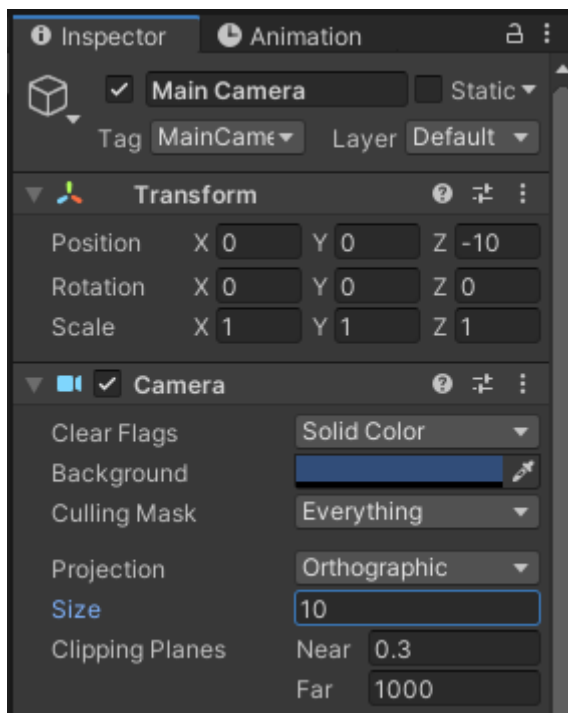 Inspector Animation
Main Camera Static
Tag MainCame Layer Default
Transform
Position X 0 Y 0 Z -10
Rotation X 0 Y 0 Z 0
Scale X 1 Y 1 Z 1
Camera
Clear Flags Solid Color
Background
Culling Mask Everything
Projection Orthographic
Size 10
Clipping Planes Near 0.3
Far 1000